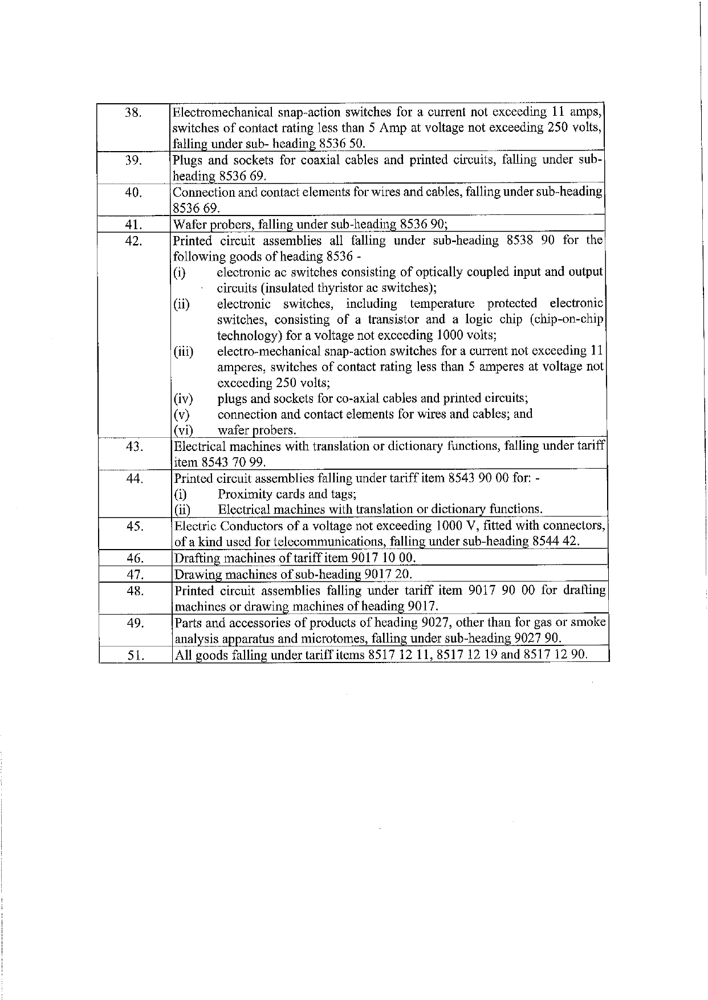 38. Electromechanical snap-action switches for a current not exceeding 11 amps,
switches of contact rating less than 5 Amp at voltage not exceeding 250 volts,
falling under sub- heading 8536 50.
39. Plugs and sockets for coaxial cables and printed circuits, falling under sub-
heading 8536 69.
40. Connection and contact elements for wires and cables, falling under sub-heading
8536 69.
41. Wafer probers, falling under sub-heading 8536 90;
42. Printed circuit assemblies all falling under sub-heading 8538 90 for the
following goods of heading 8536 -
(i) electronic ac switches consisting of optically coupled input and output
circuits (insulated thyristor ac switches);
(ii) electronic switches, including temperature protected electronic
switches, consisting of a transistor and a logic chip (chip-on-chip
technology) for a voltage not exceeding 1000 volts;
(iii) electro-mechanical snap-action switches for a current not exceeding 11
amperes, switches of contact rating less than 5 amperes at voltage not
exceeding 250 volts;
(iv) plugs and sockets for co-axial cables and printed circuits;
(v) connection and contact elements for wires and cables; and
(vi) wafer probers.
43. Electrical machines with translation or dictionary functions, falling under tariff
item 8543 70 99.
44. Printed circuit assemblies falling under tariff item 8543 90 00 for: -
(i) Proximity cards and tags;
(ii) Electrical machines with translation or dictionary functions.
45. Electric Conductors of a voltage not exceeding 1000 V, fitted with connectors,
of a kind used for telecommunications, falling under sub-heading 8544 42.
46. Drafting machines of tariff item 9017 10 00.
47. Drawing machines of sub-heading 9017 20.
48. Printed circuit assemblies falling under tariff item 9017 90 00 for drafting
machines or drawing machines of heading 9017.
49. Parts and accessories of products of heading 9027, other than for gas or smoke
analysis apparatus and microtomes, falling under sub-heading 9027 90.
51. All goods falling under tariff items 8517 12 11, 8517 12 19 and 8517 12 90.